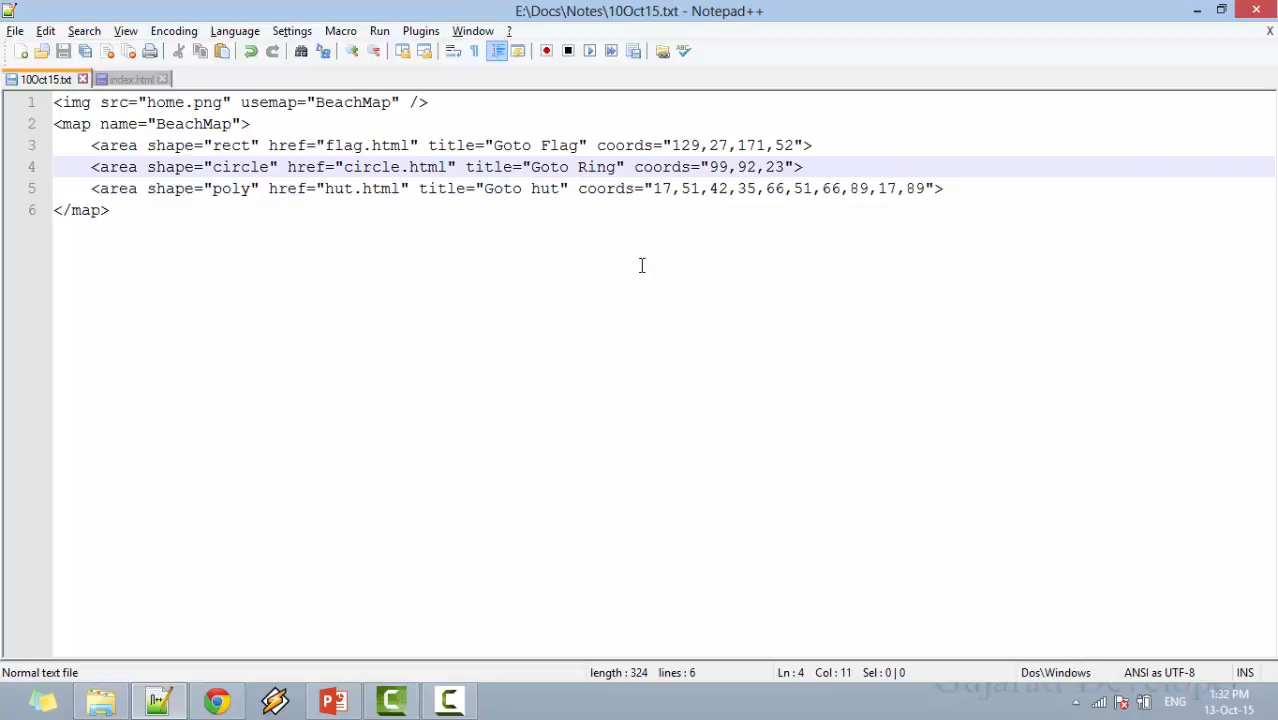 E:\Docs\Notes\10Oct15.txt - Notepad++
File Edit Search View Encoding Language Settings Macro Run Plugins Window ? X
10Oct15.txt index.html
1 <img src="home.png" usemap="BeachMap" />
2 <map name="BeachMap">
3 <area shape="rect" href="flag.html" title="Goto Flag" coords="129,27,171,52">
4 <area shape="circle" href="circle.html" title="Goto Ring" coords="99,92,23">
5 <area shape="poly" href="hut.html" title="Goto hut" coords="17,51,42,35,66,51,66,89,17,89">
6 </map>
Normal text file length : 324 lines : 6 Ln : 4 Col : 11 Sel : 0 | 0 Dos\Windows ANSI as UTF-8 INS
Gujarati Developer
ENG 1:32 PM
13-Oct-15